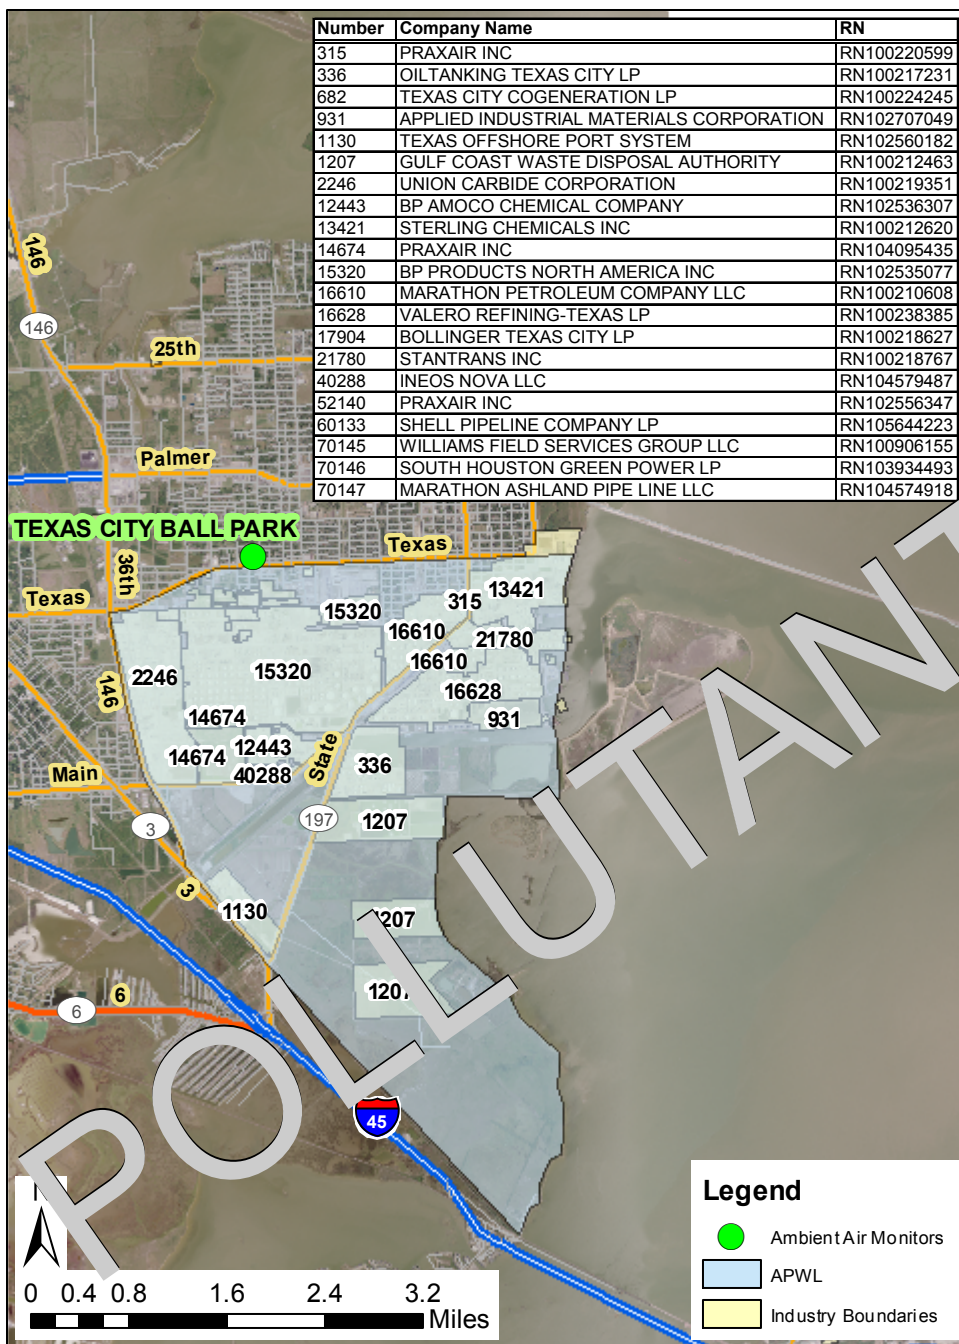 Number Company Name RN
315 PRAXAIR INC RN100220599
336 OILTANKING TEXAS CITY LP RN100217231
682 TEXAS CITY COGENERATION LP RN100224245
931 APPLIED INDUSTRIAL MATERIALS CORPORATION RN102707049
1130 TEXAS OFFSHORE PORT SYSTEM RN102560182
1207 GULF COAST WASTE DISPOSAL AUTHORITY RN100212463
2246 UNION CARBIDE CORPORATION RN100219351
12443 BP AMOCO CHEMICAL COMPANY RN102536307
13421 STERLING CHEMICALS INC RN100212620
14674 PRAXAIR INC RN104095435
15320 BP PRODUCTS NORTH AMERICA INC RN102535077
16610 MARATHON PETROLEUM COMPANY LLC RN100210608
16628 VALERO REFINING-TEXAS LP RN100238385
17904 BOLLINGER TEXAS CITY LP RN100218627
21780 STANTRANS INC RN100218767
40288 INEOS NOVA LLC RN104579487
52140 PRAXAIR INC RN102556347
60133 SHELL PIPELINE COMPANY LP RN105644223
70145 WILLIAMS FIELD SERVICES GROUP LLC RN100906155
70146 SOUTH HOUSTON GREEN POWER LP RN103934493
70147 MARATHON ASHLAND PIPE LINE LLC RN104574918
146
146
25th
Palmer
TEXAS CITY BALL PARK
Texas
36th
Texas
13421
315
15320
16610
21780
16610
2246
15320
146
16628
14674
931
12443
State
14674
336
Main
40288
197
1207
3
3
1130
1207
1207
6
6
45
POLLUTANT
N
Legend
Ambient Air Monitors
APWL
Industry Boundaries
0 0.4 0.8 1.6 2.4 3.2
Miles